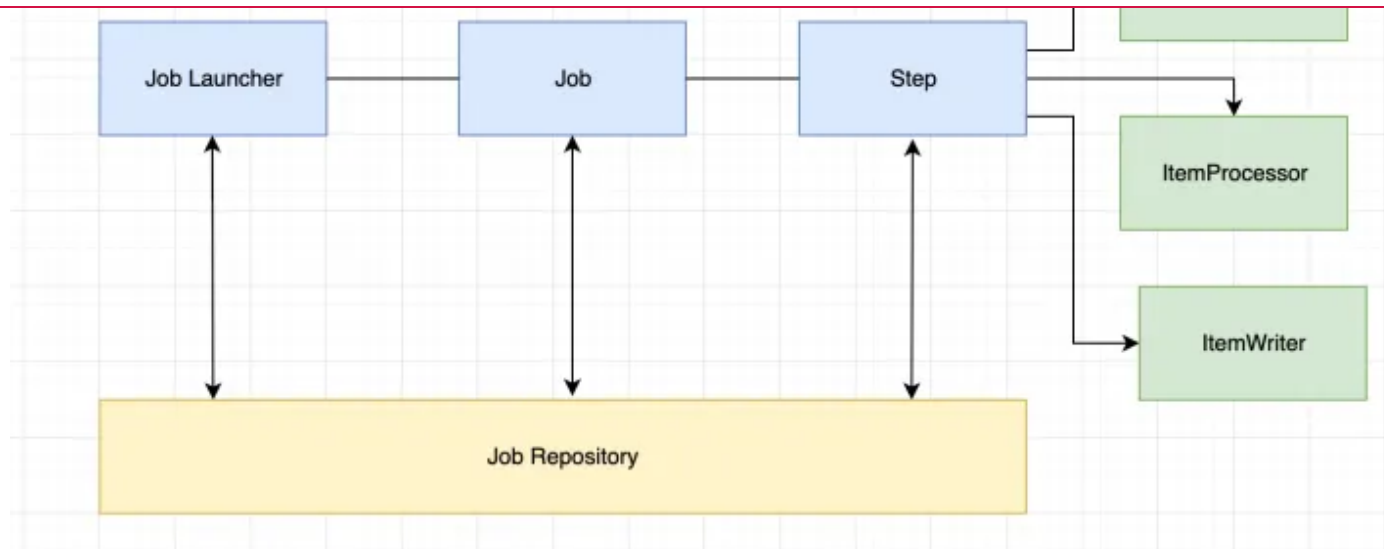 Job Launcher
Job
Step
ItemProcessor
ItemWriter
Job Repository